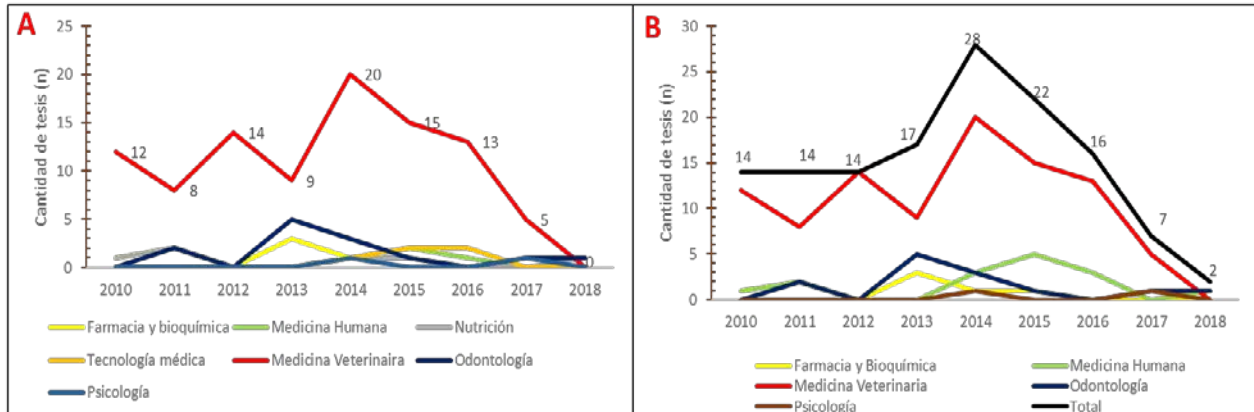 A
Cantidad de tesis (n)
25
20
15
10
5
0
12
8
14
9
20
15
13
5
0
2010 2011 2012 2013 2014 2015 2016 2017 2018
Farmacia y bioquímica Medicina Humana Nutrición
Tecnología médica Medicina Veterinaira Odontología
Psicología
B
Cantidad de tesis (n)
30
25
20
15
10
5
0
14
14
14
17
28
22
16
7
2
2010 2011 2012 2013 2014 2015 2016 2017 2018
Farmacia y Bioquímica Medicina Humana
Medicina Veterinaria Odontología
Psicología Total